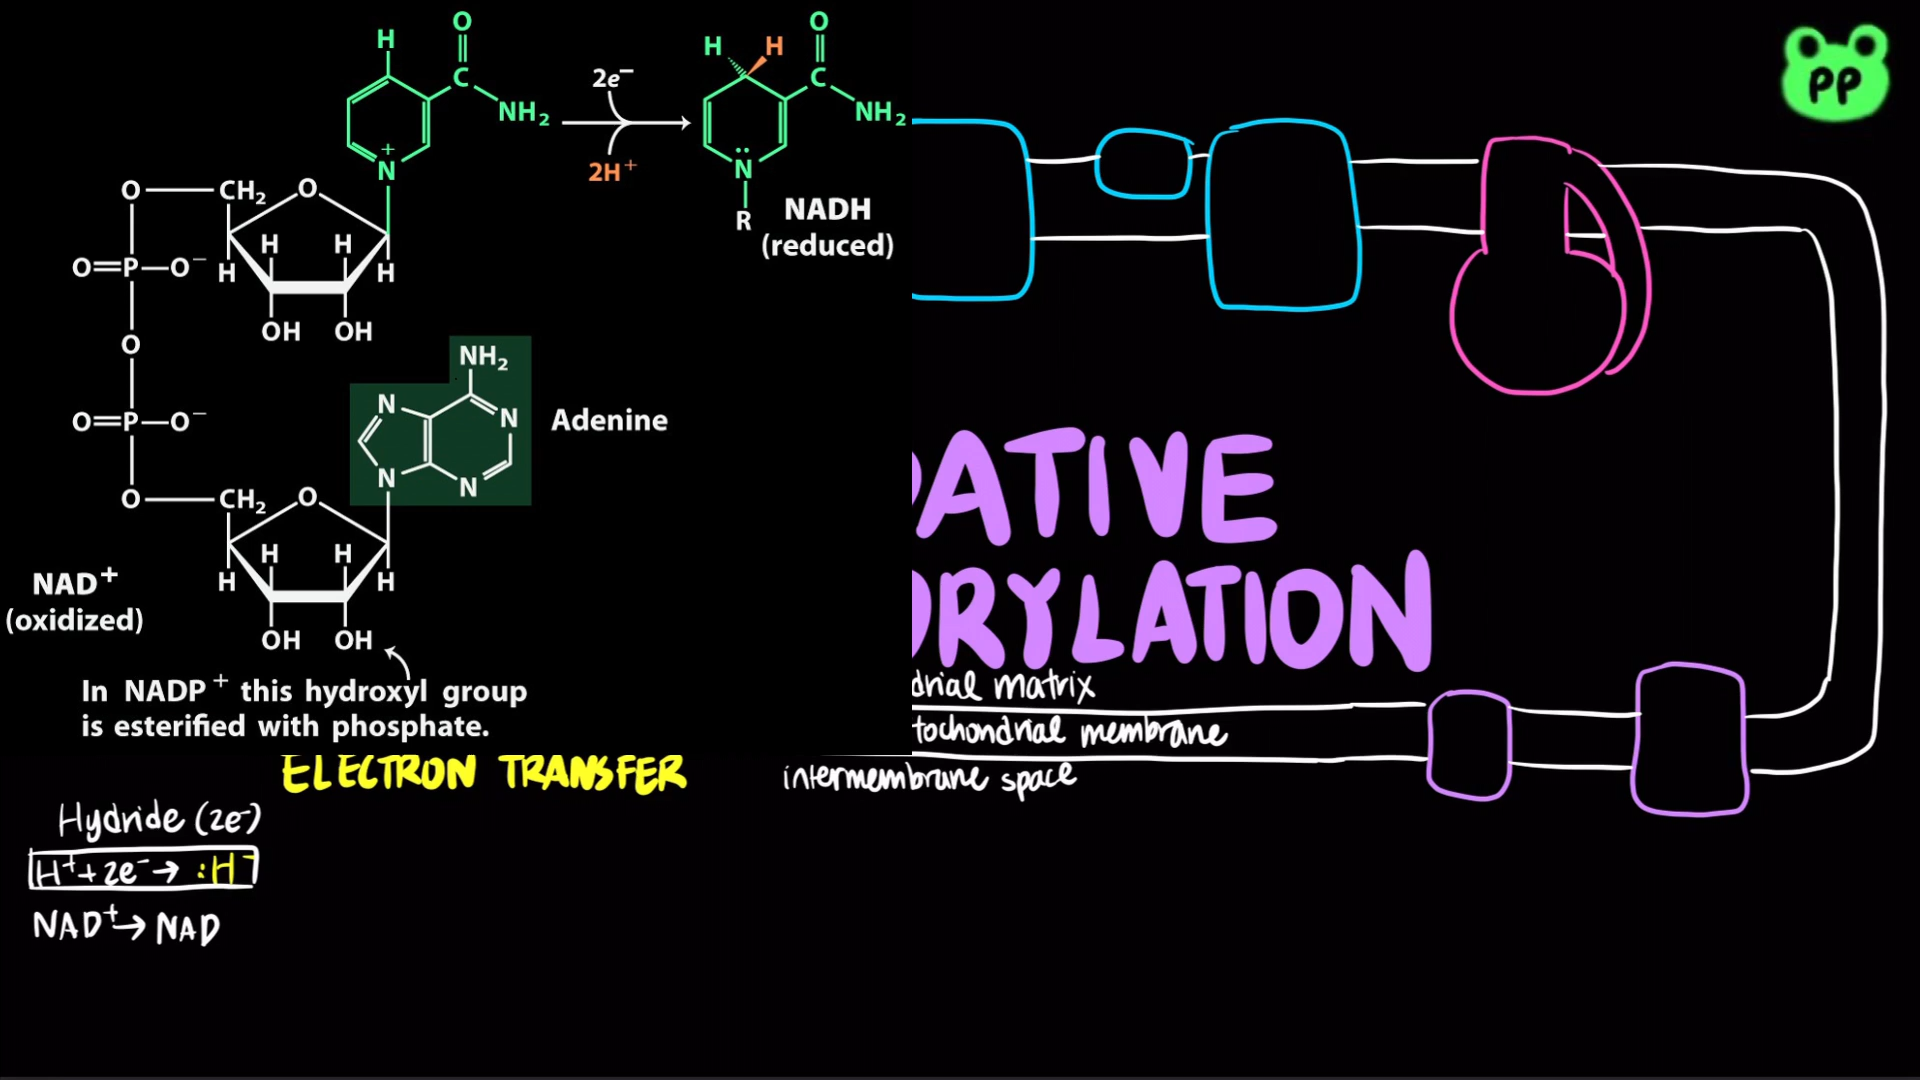 H
O
C
NH₂
+
N
2e⁻
2H⁺
H H
O
C
NH₂
N
R
NADH
(reduced)
O CH₂ O
H H
O=P—O⁻ H H
OH OH
O
O=P—O⁻
NH₂
N N
N N
Adenine
O CH₂ O
H H
H H
OH OH
NAD⁺
(oxidized)
In NADP⁺ this hydroxyl group
is esterified with phosphate.
PP
DATIVE
ORYLATION
drial matrix
tochondrial membrane
intermembrane space
ELECTRON TRANSFER
Hydride (2e⁻)
H⁺+2e⁻→ :H⁻
NAD⁺→ NAD